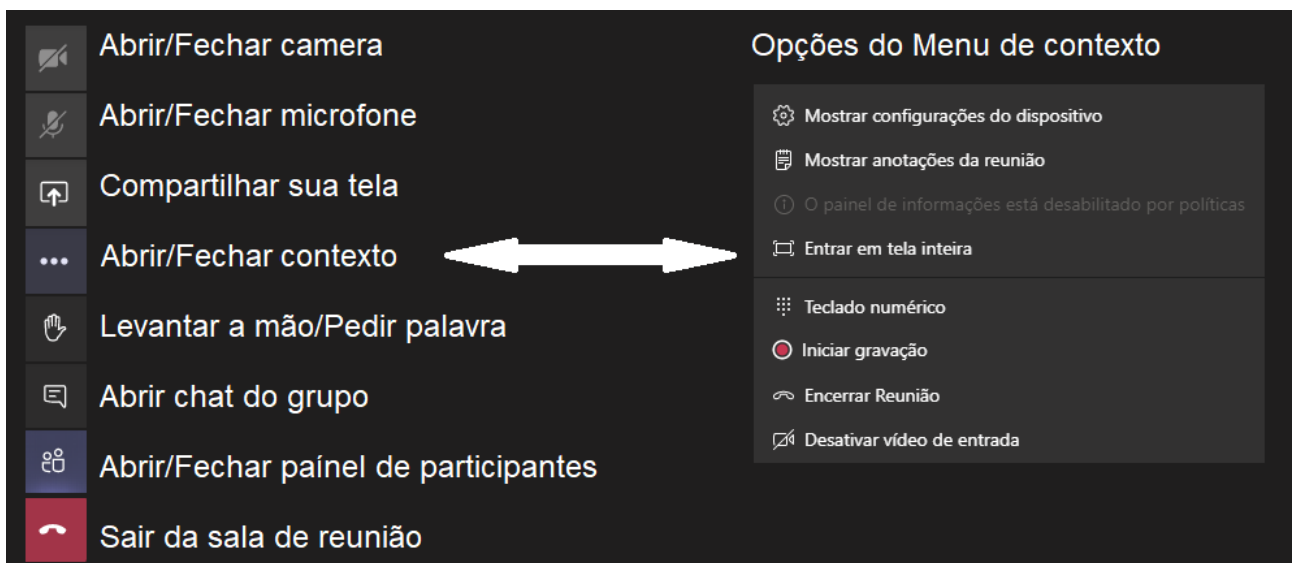 Abrir/Fechar camera
Abrir/Fechar microfone
Compartilhar sua tela
Abrir/Fechar contexto
Levantar a mão/Pedir palavra
Abrir chat do grupo
Abrir/Fechar paínel de participantes
Sair da sala de reunião
Opções do Menu de contexto
Mostrar configurações do dispositivo
Mostrar anotações da reunião
O painel de informações está desabilitado por políticas
Entrar em tela inteira
Teclado numérico
Iniciar gravação
Encerrar Reunião
Desativar vídeo de entrada